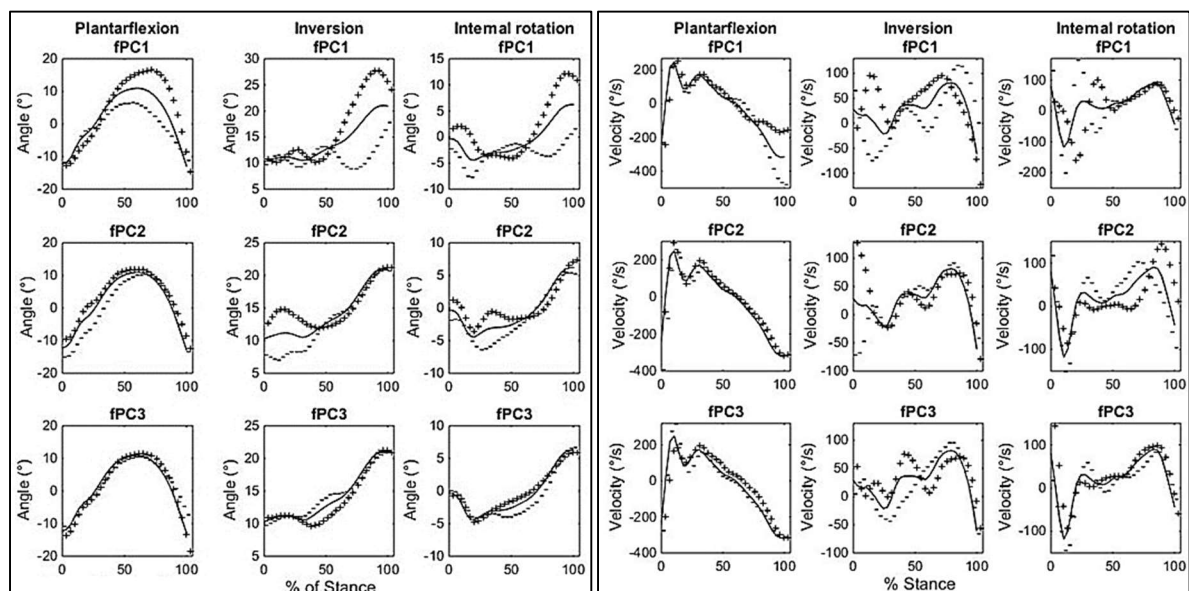 Plantarflexion
fPC1
Angle (°)
20
10
0
-10
-20
0 50 100
Inversion
fPC1
Angle (°)
30
25
20
15
10
5
0 50 100
Internal rotation
fPC1
Angle (°)
15
10
5
0
-5
-10
0 50 100
fPC2
Angle (°)
20
10
0
-10
-20
0 50 100
fPC2
Angle (°)
25
20
15
10
5
0 50 100
fPC2
Angle (°)
10
5
0
-5
-10
0 50 100
fPC3
Angle (°)
20
10
0
-10
-20
0 50 100
fPC3
Angle (°)
25
20
15
10
5
0 50 100
fPC3
Angle (°)
10
5
0
-5
-10
0 50 100
% of Stance
Plantarflexion
fPC1
Velocity (°/s)
200
0
-200
-400
0 50 100
Inversion
fPC1
Velocity (°/s)
100
50
0
-50
-100
0 50 100
Internal rotation
fPC1
Velocity (°/s)
100
0
-100
-200
0 50 100
fPC2
Velocity (°/s)
200
0
-200
-400
0 50 100
fPC2
Velocity (°/s)
100
50
0
-50
-100
0 50 100
fPC2
Velocity (°/s)
100
0
-100
0 50 100
fPC3
Velocity (°/s)
200
0
-200
-400
0 50 100
fPC3
Velocity (°/s)
100
50
0
-50
-100
0 50 100
fPC3
Velocity (°/s)
100
0
-100
0 50 100
% Stance